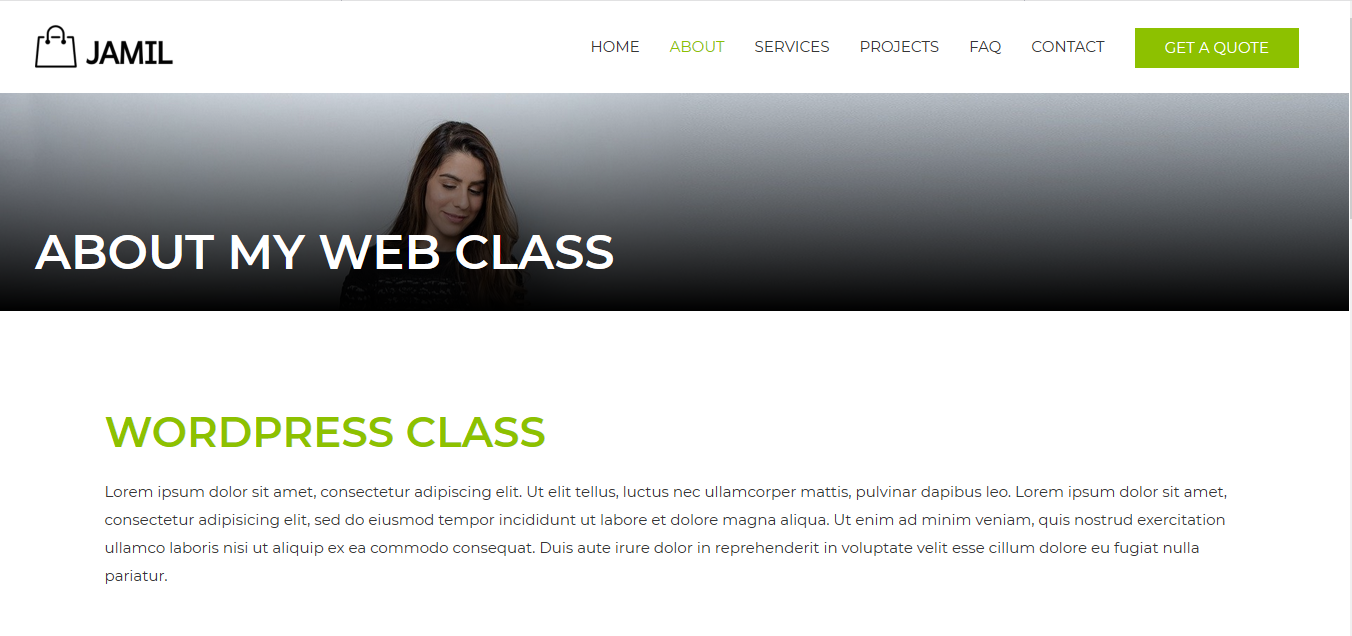 JAMIL
HOME ABOUT SERVICES PROJECTS FAQ CONTACT GET A QUOTE
ABOUT MY WEB CLASS
WORDPRESS CLASS
Lorem ipsum dolor sit amet, consectetur adipiscing elit. Ut elit tellus, luctus nec ullamcorper mattis, pulvinar dapibus leo. Lorem ipsum dolor sit amet,
consectetur adipisicing elit, sed do eiusmod tempor incididunt ut labore et dolore magna aliqua. Ut enim ad minim veniam, quis nostrud exercitation
ullamco laboris nisi ut aliquip ex ea commodo consequat. Duis aute irure dolor in reprehenderit in voluptate velit esse cillum dolore eu fugiat nulla
pariatur.